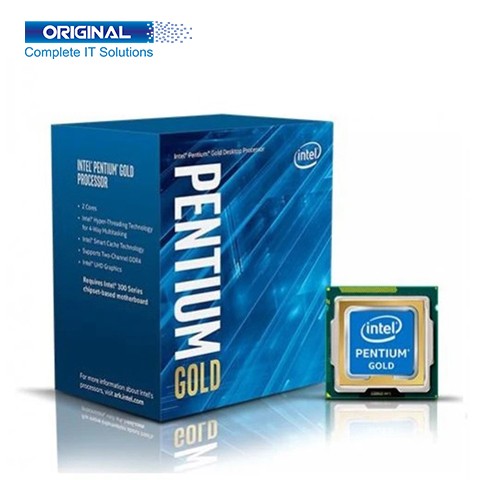 ORIGINAL
Complete IT Solutions
Intel® Pentium® Gold Desktop Processor
intel
PENTIUM
GOLD
INTEL® PENTIUM® GOLD
PROCESSOR
• 2 Cores
• Intel® Hyper-Threading Technology
for 4-Way Multitasking
• Intel® Smart Cache Technology
• Supports Two-Channel DDR4
• Intel® UHD Graphics
Requires Intel® 300 Series
chipset-based motherboard
For more information about Intel's
processors, visit ark.intel.com
intel
PENTIUM®
GOLD